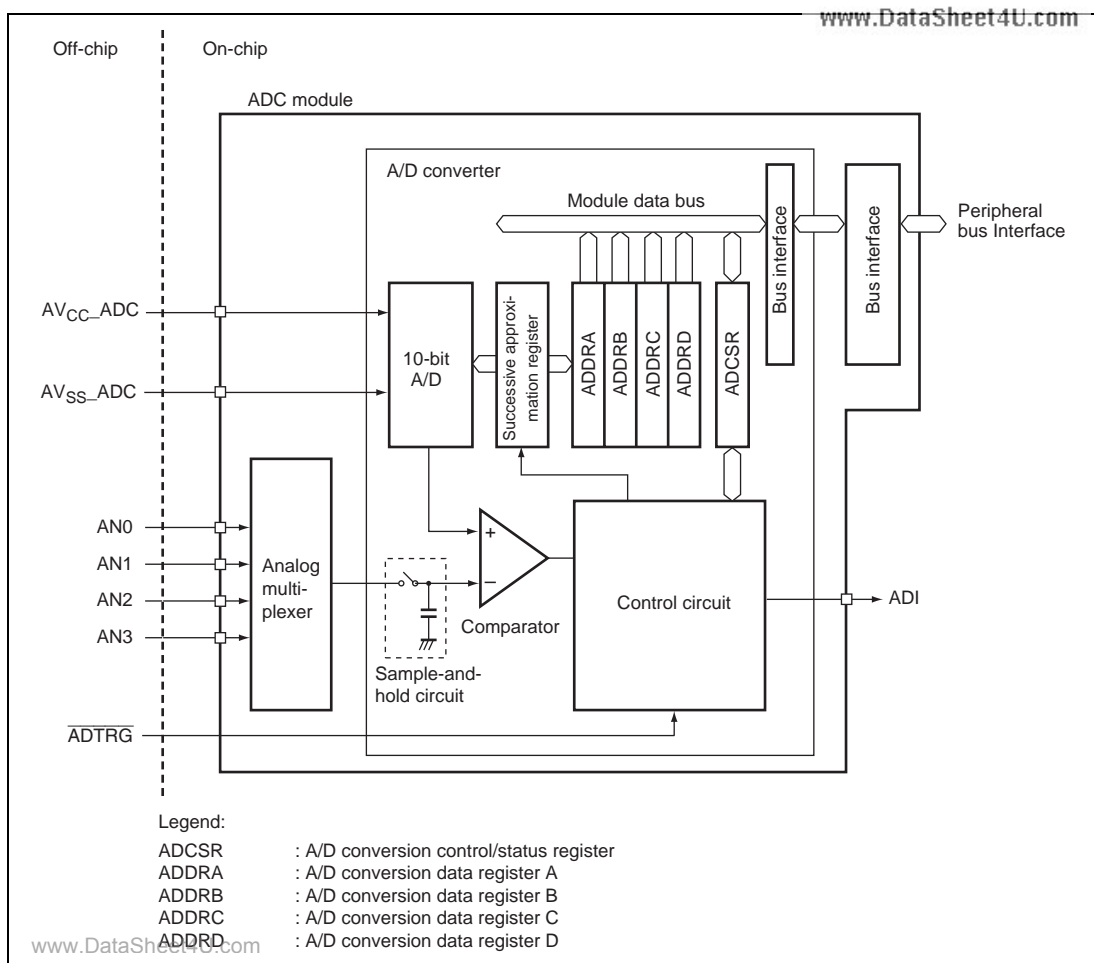 www.DataSheet4U.com
Off-chip
On-chip
ADC module
A/D converter
Module data bus
Bus interface
Bus interface
Peripheral
bus Interface
AVCC_ADC
AVSS_ADC
10-bit
A/D
Successive approxi-
mation register
ADDRA
ADDRB
ADDRC
ADDRD
ADCSR
AN0
AN1
AN2
AN3
Analog
multi-
plexer
+
−
Comparator
Sample-and-
hold circuit
Control circuit
ADI
ADTRG
Legend:
ADCSR : A/D conversion control/status register
ADDRA : A/D conversion data register A
ADDRB : A/D conversion data register B
ADDRC : A/D conversion data register C
ADDRD : A/D conversion data register D
www.DataSheet4U.com